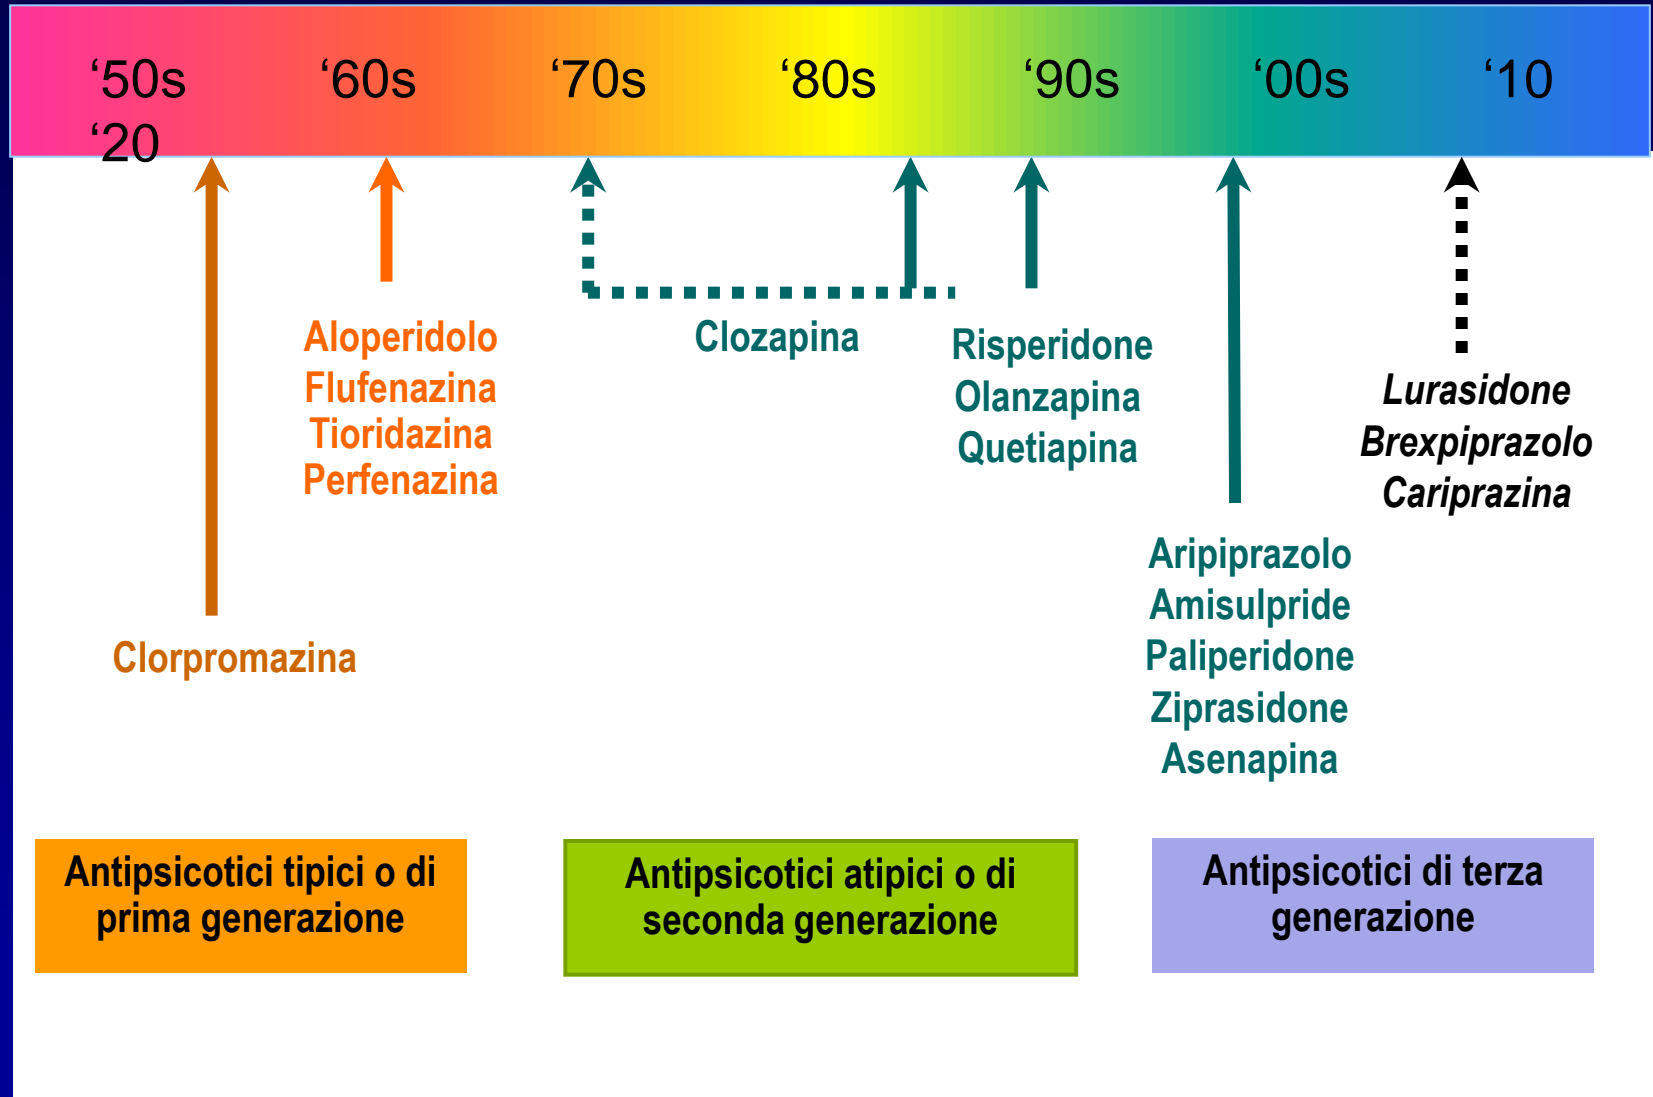 ‘50s ‘60s ‘70s ‘80s ‘90s ‘00s ‘10
‘20
Clorpromazina
Aloperidolo
Flufenazina
Tioridazina
Perfenazina
Clozapina
Risperidone
Olanzapina
Quetiapina
Aripiprazolo
Amisulpride
Paliperidone
Ziprasidone
Asenapina
Lurasidone
Brexpiprazolo
Cariprazina
Antipsicotici tipici o di
prima generazione
Antipsicotici atipici o di
seconda generazione
Antipsicotici di terza
generazione